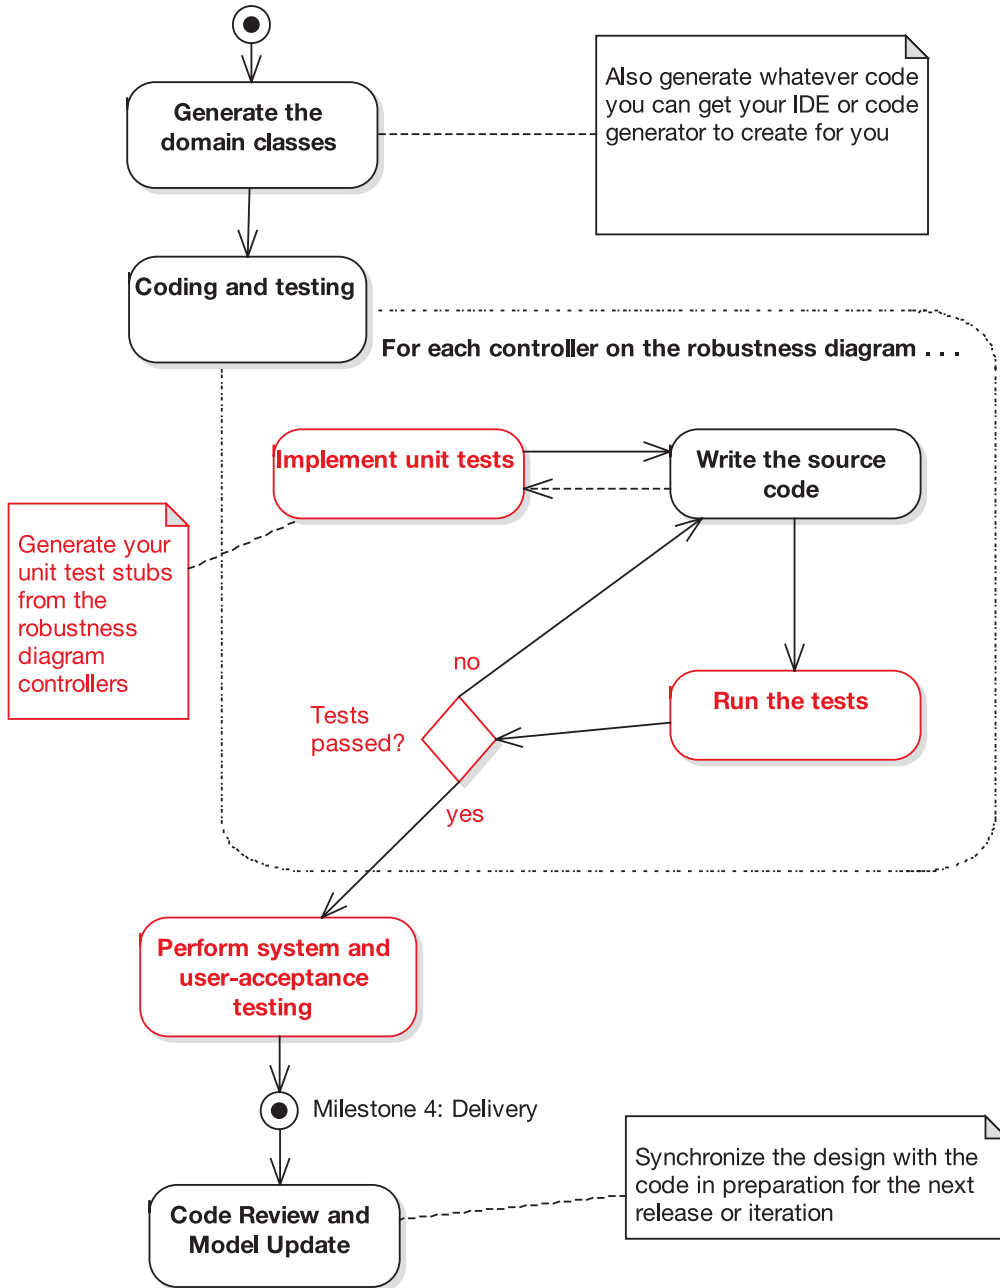 Generate the
domain classes
Also generate whatever code
you can get your IDE or code
generator to create for you
Coding and testing
For each controller on the robustness diagram . . .
Implement unit tests
Write the source
code
Generate your
unit test stubs
from the
robustness
diagram
controllers
no
Tests
passed?
Run the tests
yes
Perform system and
user-acceptance
testing
Milestone 4: Delivery
Synchronize the design with the
code in preparation for the next
release or iteration
Code Review and
Model Update